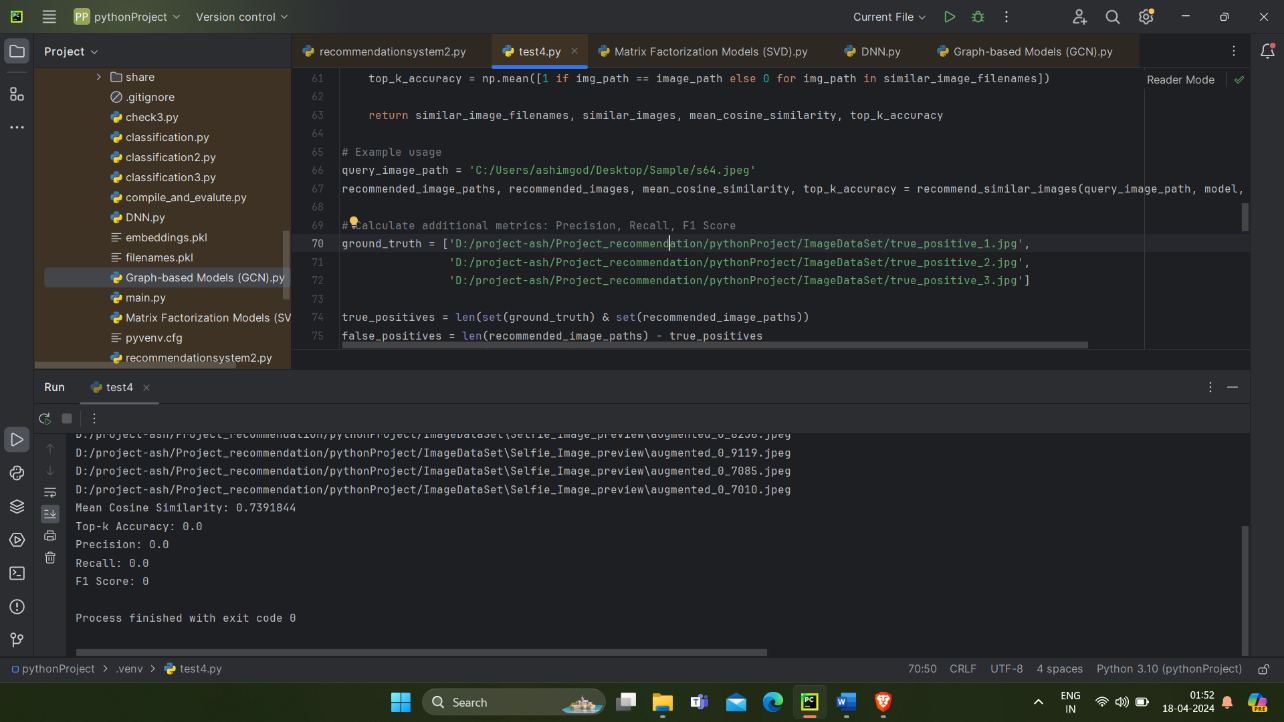 PP pythonProject Version control Current File
Project
recommendationsystem2.py test4.py Matrix Factorization Models (SVD).py DNN.py Graph-based Models (GCN).py
share
.gitignore
check3.py
classification.py
classification2.py
classification3.py
compile_and_evalute.py
DNN.py
embeddings.pkl
filenames.pkl
Graph-based Models (GCN).py
main.py
Matrix Factorization Models (SV
pyvenv.cfg
recommendationsystem2.py
Reader Mode
61 top_k_accuracy = np.mean([1 if img_path == image_path else 0 for img_path in similar_image_filenames])
62
63 return similar_image_filenames, similar_images, mean_cosine_similarity, top_k_accuracy
64
65 # Example usage
66 query_image_path = 'C:/Users/ashimgod/Desktop/Sample/s64.jpeg'
67 recommended_image_paths, recommended_images, mean_cosine_similarity, top_k_accuracy = recommend_similar_images(query_image_path, model,
68
69 # Calculate additional metrics: Precision, Recall, F1 Score
70 ground_truth = ['D:/project-ash/Project_recommendation/pythonProject/ImageDataSet/true_positive_1.jpg',
71 'D:/project-ash/Project_recommendation/pythonProject/ImageDataSet/true_positive_2.jpg',
72 'D:/project-ash/Project_recommendation/pythonProject/ImageDataSet/true_positive_3.jpg']
73
74 true_positives = len(set(ground_truth) & set(recommended_image_paths))
75 false_positives = len(recommended_image_paths) - true_positives
Run test4
D:/project-ash/Project_recommendation/pythonProject/ImageDataSet\Selfie_Image_preview\augmented_0_8238.jpeg
D:/project-ash/Project_recommendation/pythonProject/ImageDataSet\Selfie_Image_preview\augmented_0_9119.jpeg
D:/project-ash/Project_recommendation/pythonProject/ImageDataSet\Selfie_Image_preview\augmented_0_7085.jpeg
D:/project-ash/Project_recommendation/pythonProject/ImageDataSet\Selfie_Image_preview\augmented_0_7010.jpeg
Mean Cosine Similarity: 0.7391844
Top-k Accuracy: 0.0
Precision: 0.0
Recall: 0.0
F1 Score: 0
Process finished with exit code 0
pythonProject > .venv > test4.py 70:50 CRLF UTF-8 4 spaces Python 3.10 (pythonProject)
Search
ENG
IN
01:52
18-04-2024